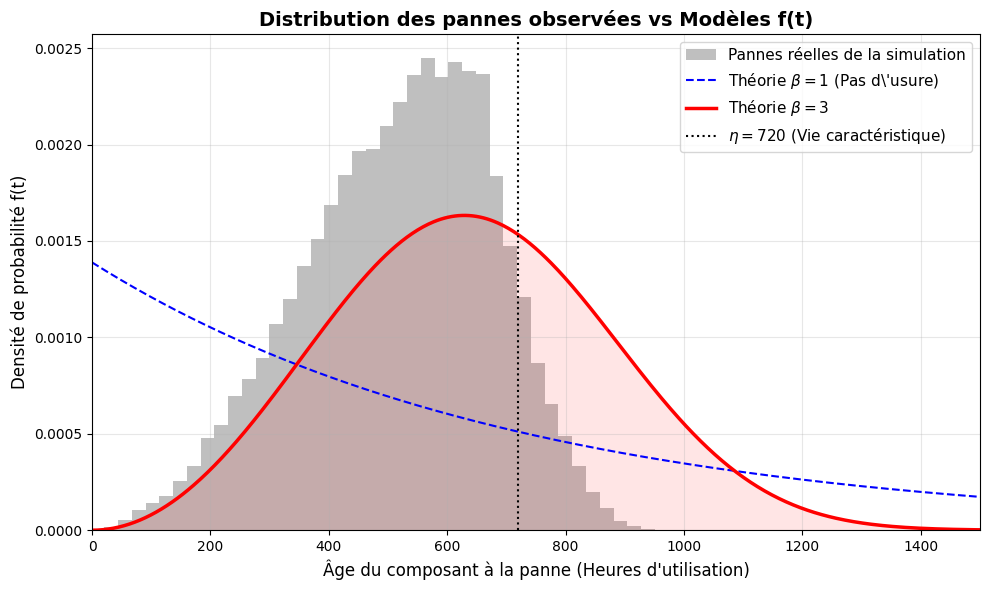 Distribution des pannes observées vs Modèles f(t)
Densité de probabilité f(t)
0.0025
0.0020
0.0015
0.0010
0.0005
0.0000
Pannes réelles de la simulation
Théorie β = 1 (Pas d\'usure)
Théorie β = 3
η = 720 (Vie caractéristique)
0 200 400 600 800 1000 1200 1400
Âge du composant à la panne (Heures d'utilisation)